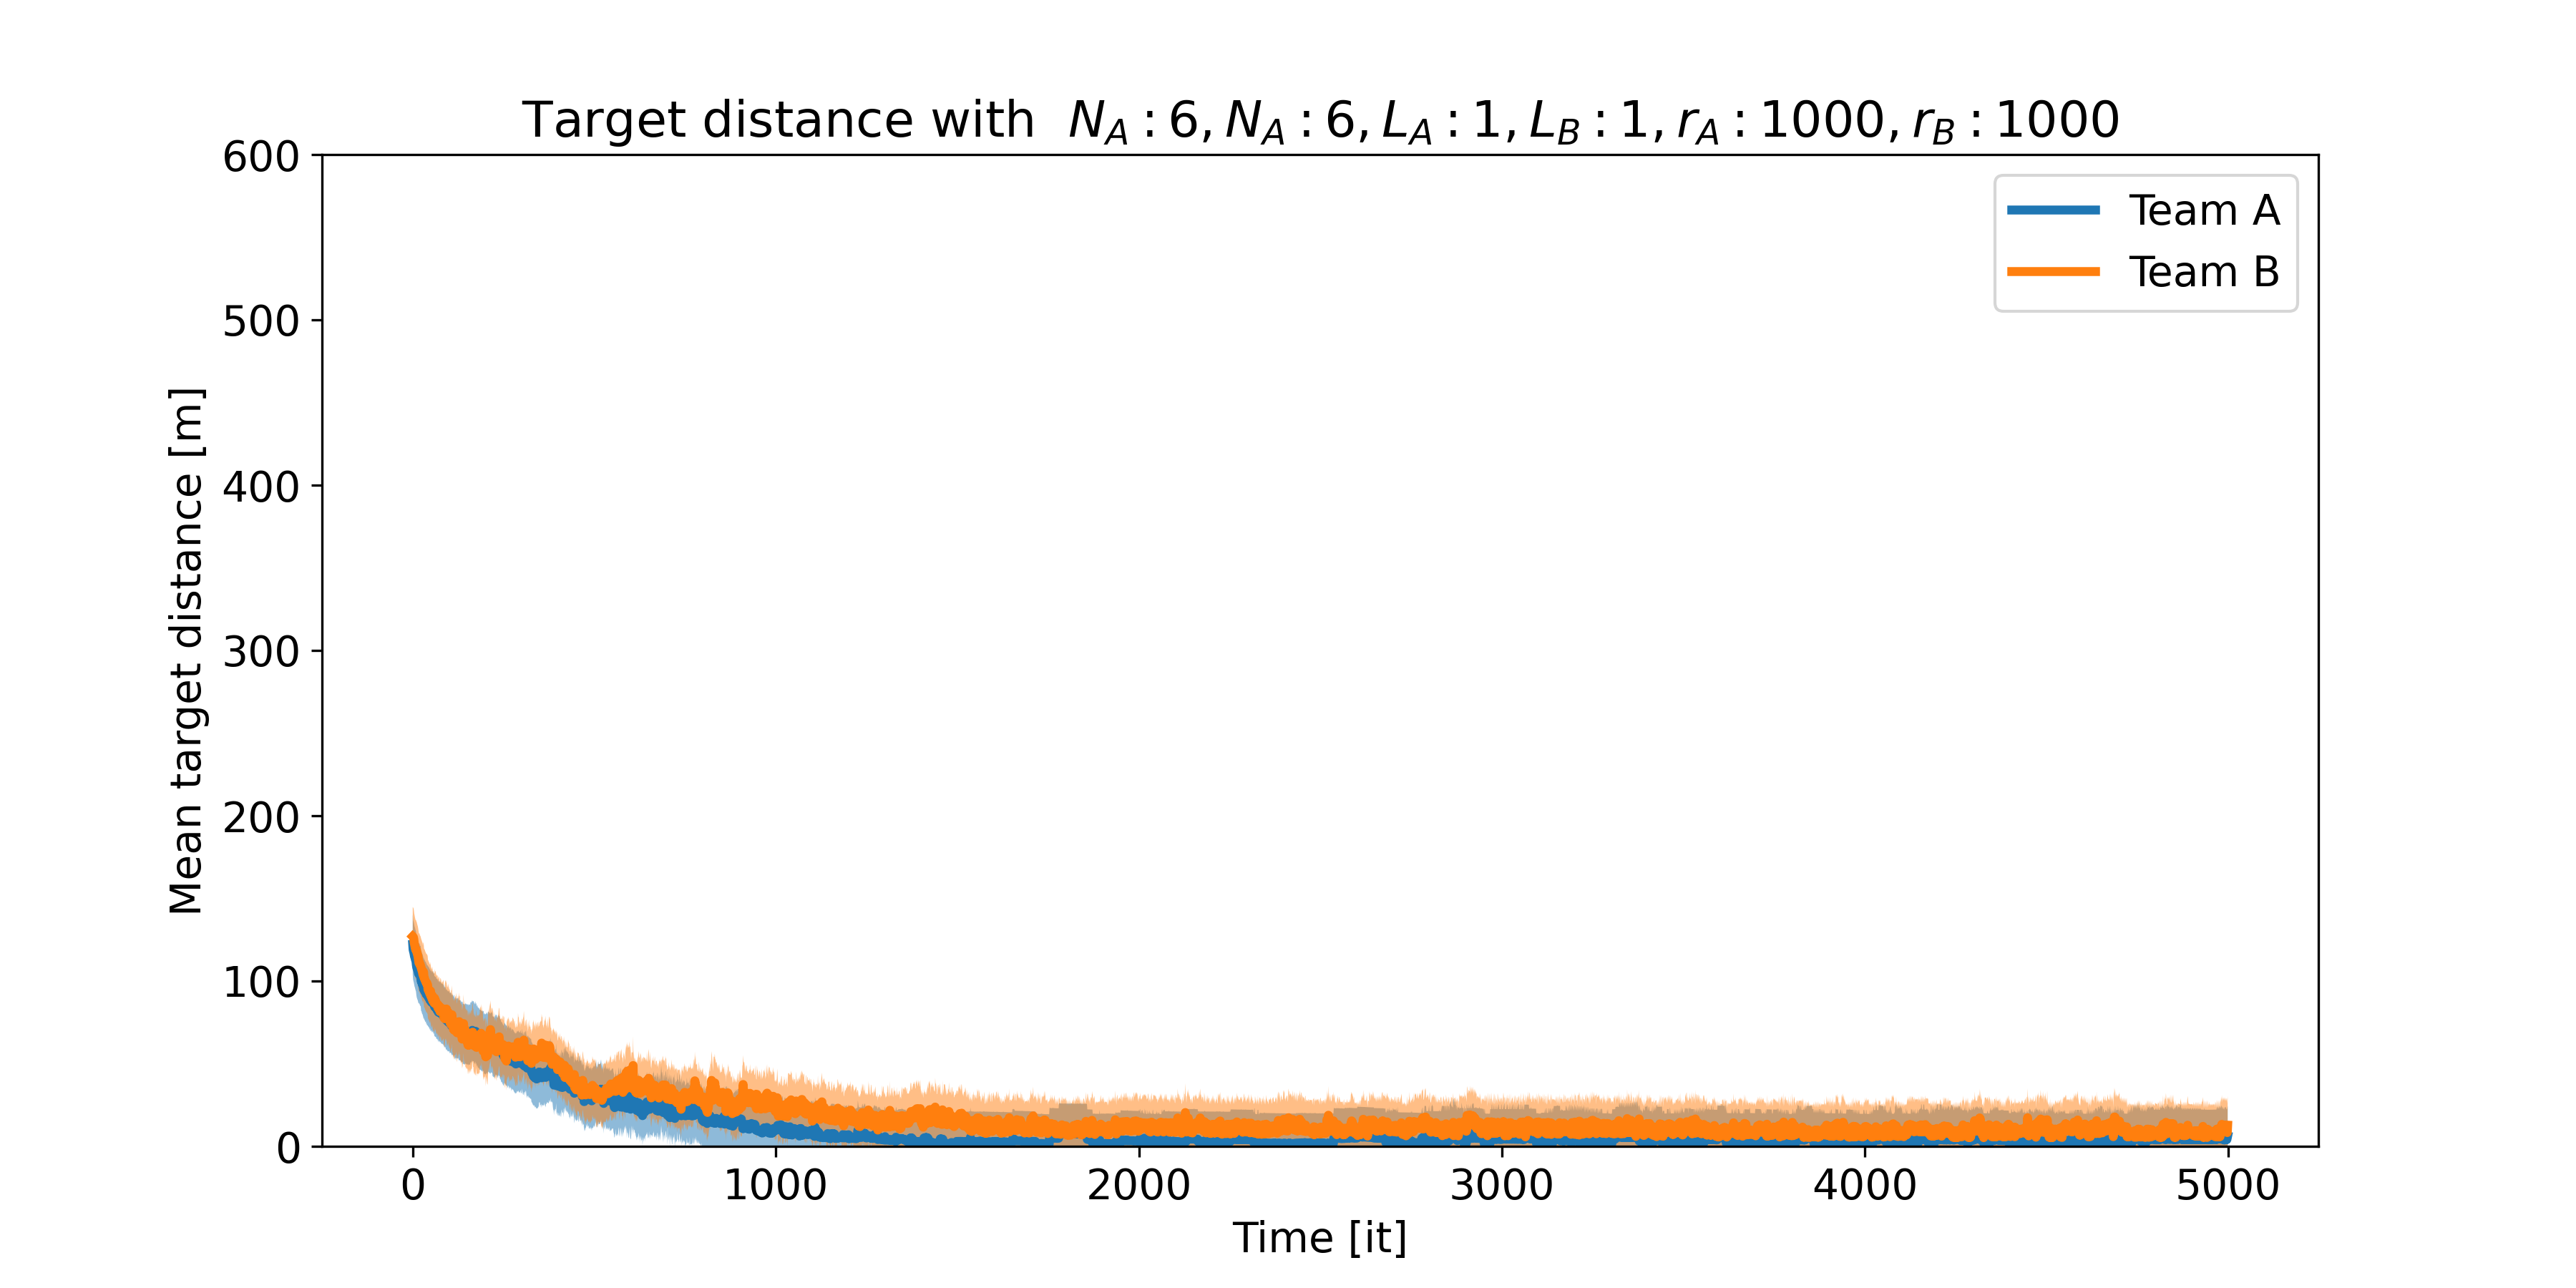 Target distance with N_A : 6, N_A : 6, L_A : 1, L_B : 1, r_A : 1000, r_B : 1000
Team A
Team B
Mean target distance [m]
600
500
400
300
200
100
0
0 1000 2000 3000 4000 5000
Time [it]